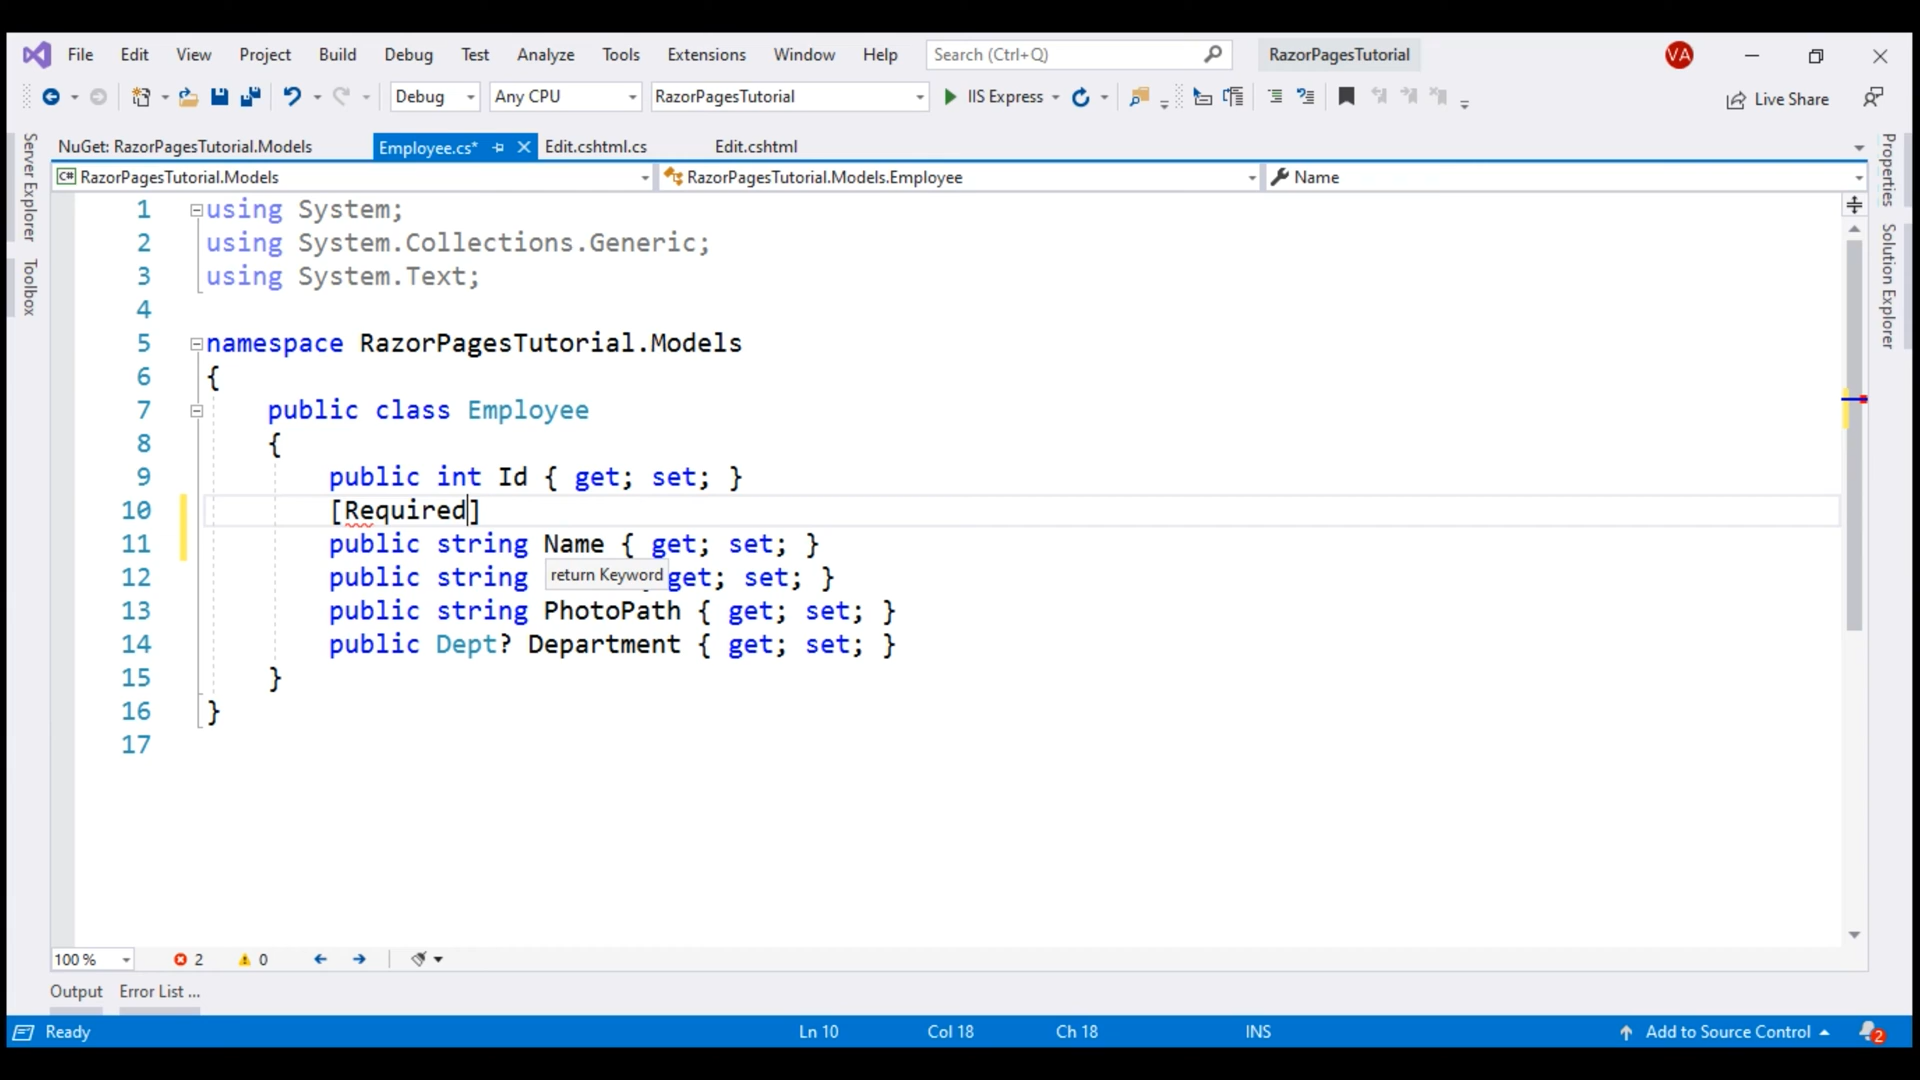 File Edit View Project Build Debug Test Analyze Tools Extensions Window Help Search (Ctrl+Q) RazorPagesTutorial VA
Debug Any CPU RazorPagesTutorial IIS Express Live Share
NuGet: RazorPagesTutorial.Models Employee.cs* Edit.cshtml.cs Edit.cshtml
C# RazorPagesTutorial.Models RazorPagesTutorial.Models.Employee Name
Server Explorer
Toolbox
Properties
Solution Explorer
1 using System;
2 using System.Collections.Generic;
3 using System.Text;
4
5 namespace RazorPagesTutorial.Models
6 {
7 public class Employee
8 {
9 public int Id { get; set; }
10 [Required]
11 public string Name { get; set; }
return Keyword
12 public string get; set; }
13 public string PhotoPath { get; set; }
14 public Dept? Department { get; set; }
15 }
16 }
17
100 % 2 0
Output Error List ...
Ready Ln 10 Col 18 Ch 18 INS Add to Source Control 2